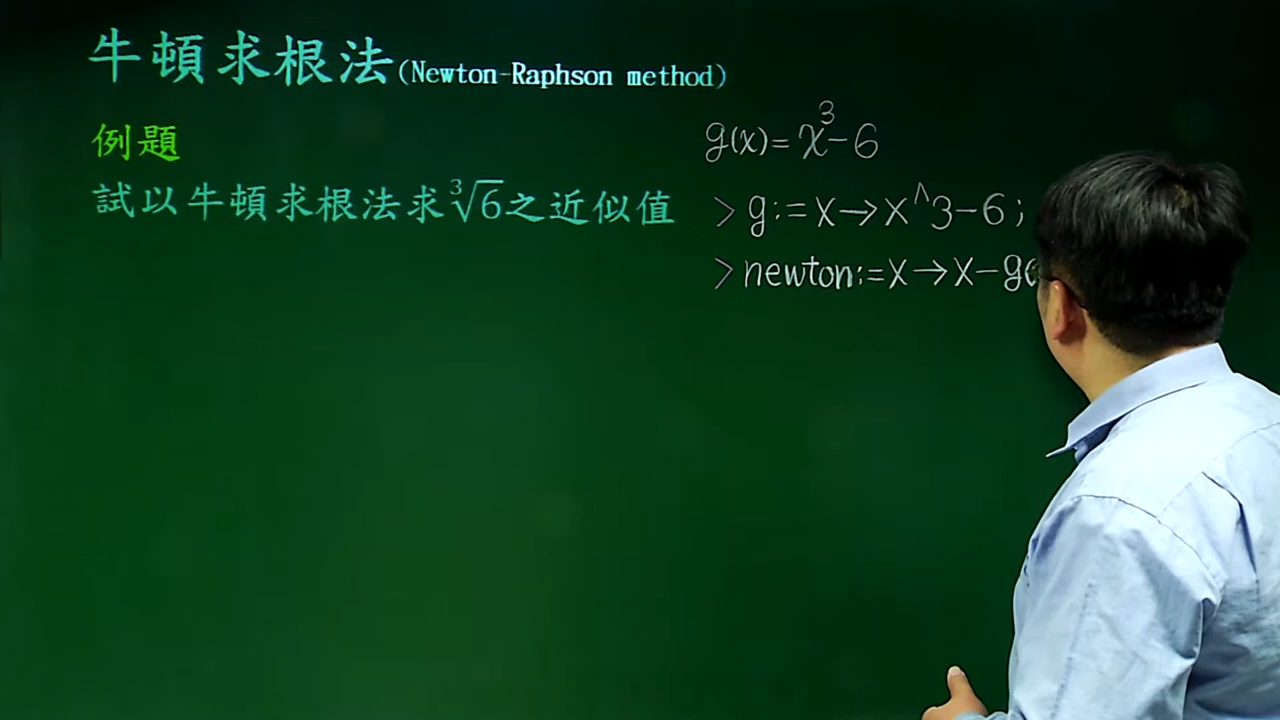 牛頓求根法(Newton-Raphson method)
例題
試以牛頓求根法求∛6之近似值
g(x)=x³-6
>g:=x→x^3-6;
>newton:=x→x-g(